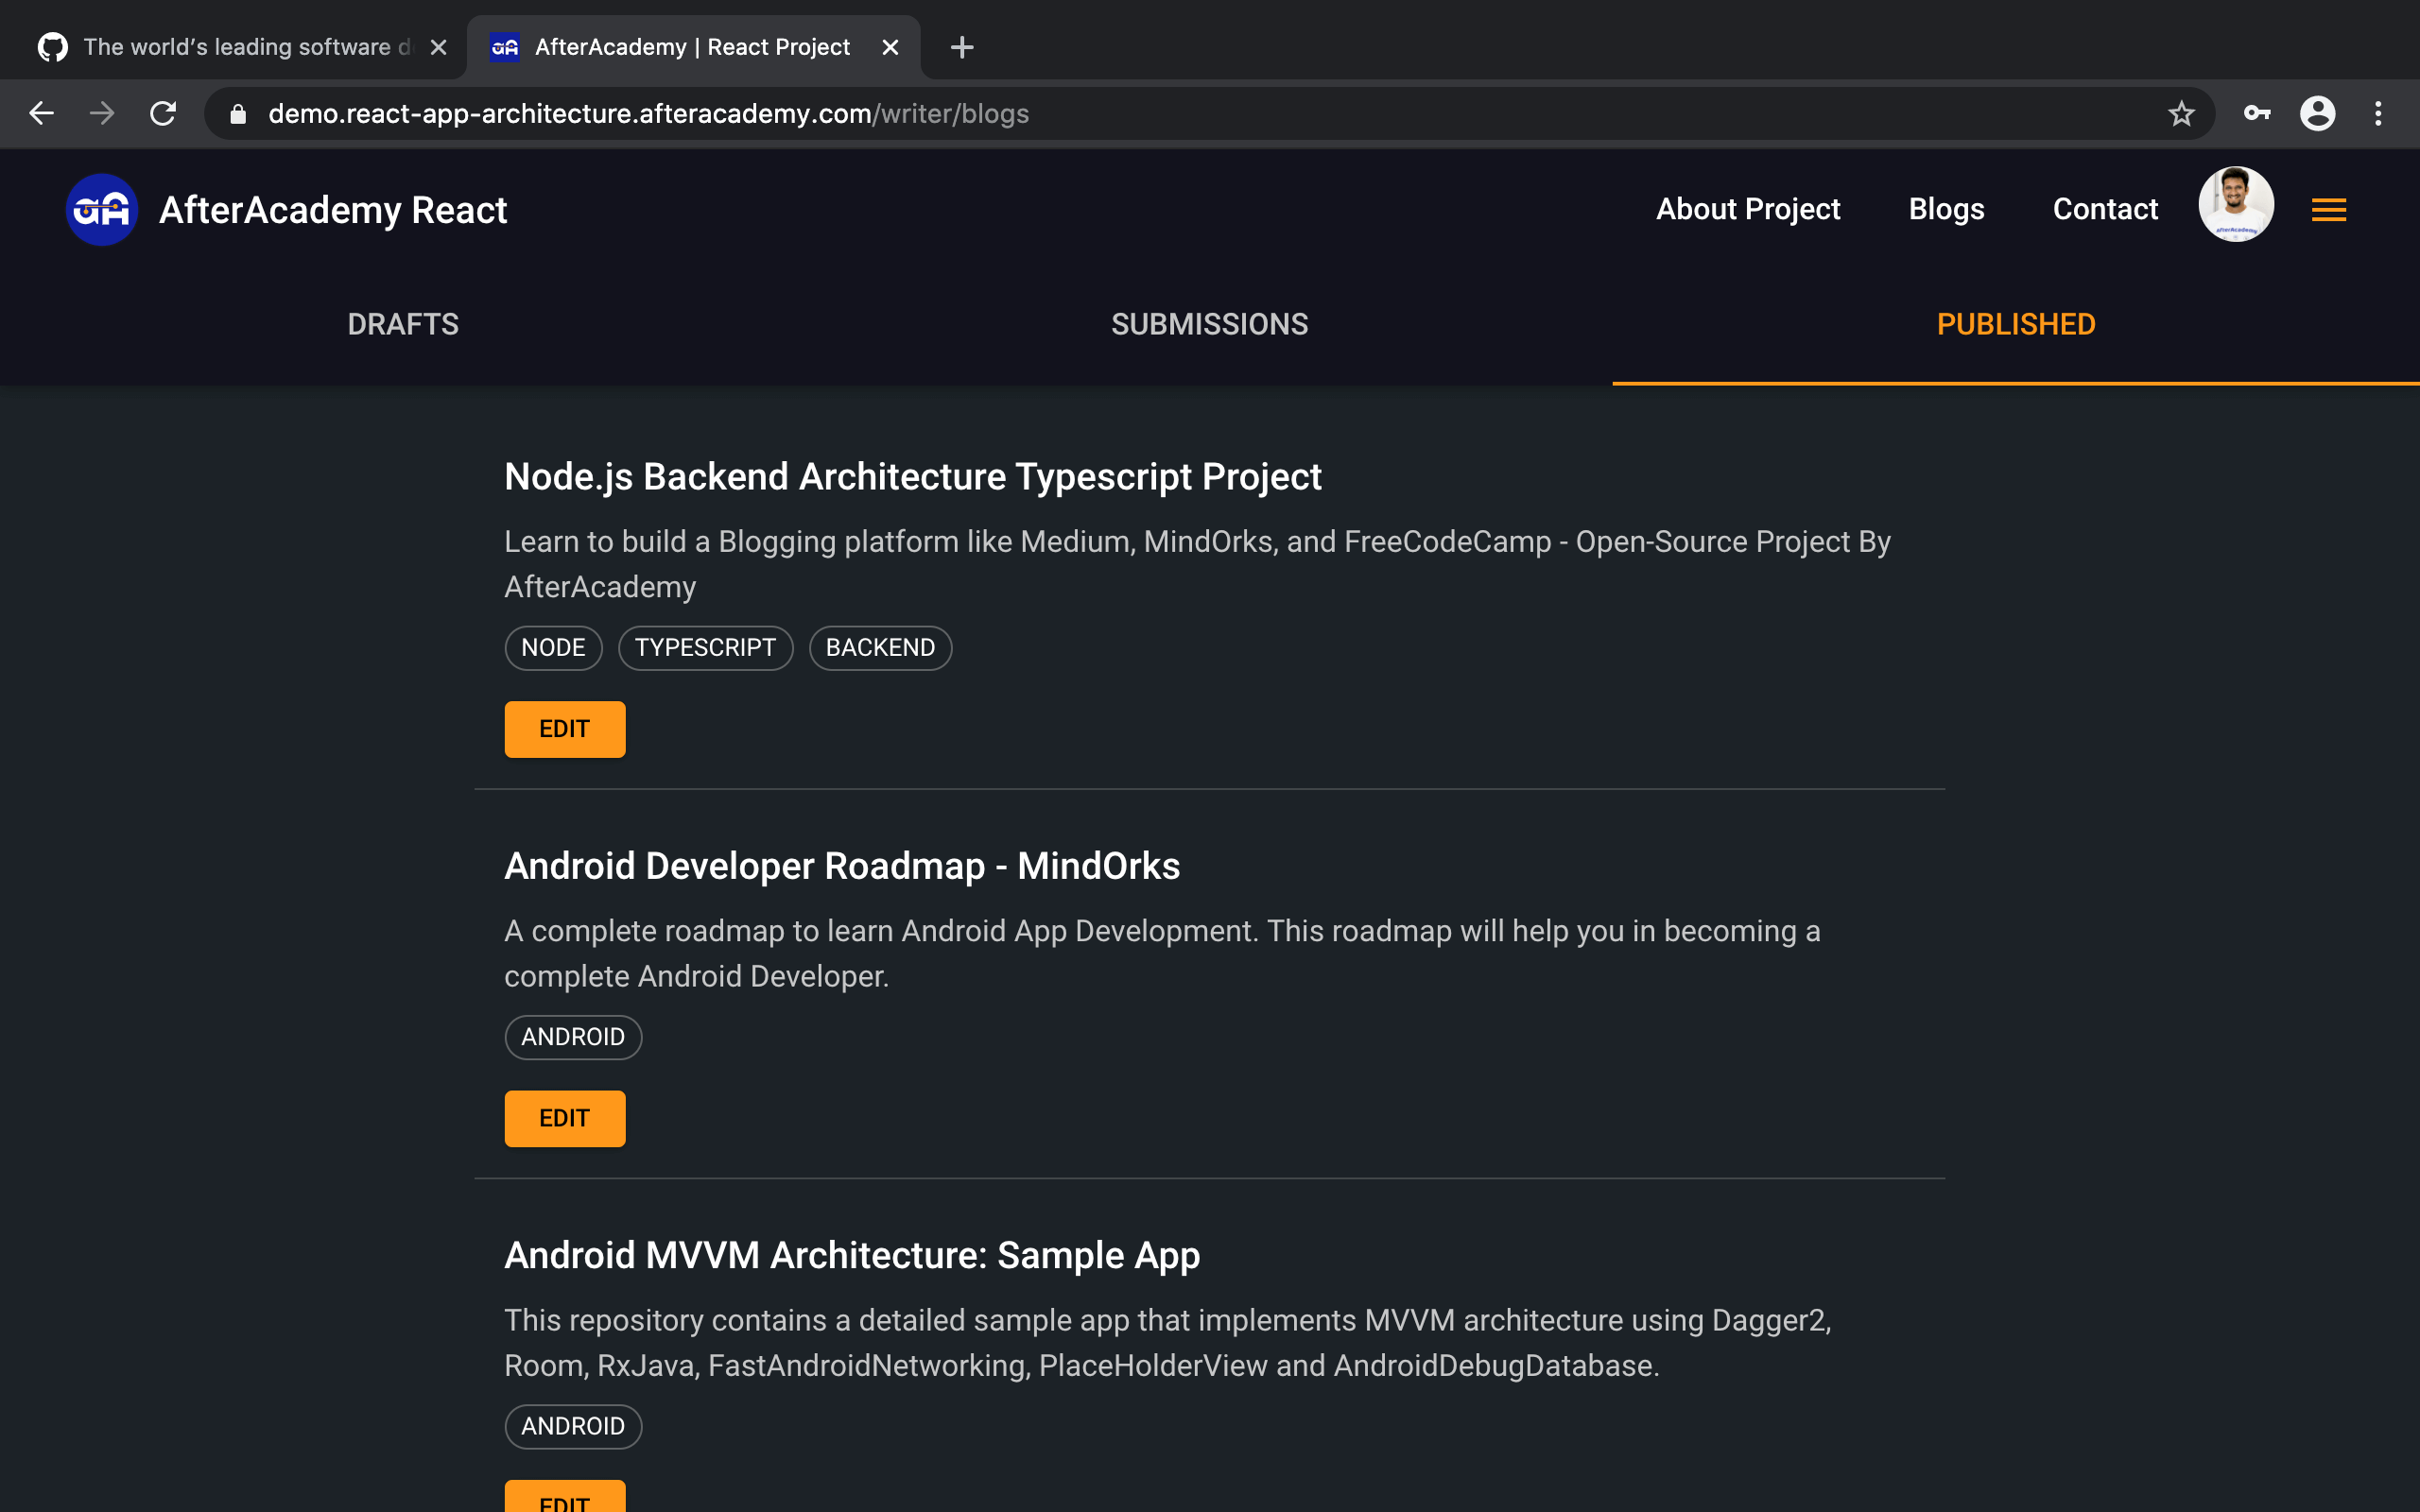 The world's leading software d
AfterAcademy | React Project
demo.react-app-architecture.afteracademy.com/writer/blogs
aA AfterAcademy React
About Project Blogs Contact
DRAFTS SUBMISSIONS PUBLISHED
Node.js Backend Architecture Typescript Project
Learn to build a Blogging platform like Medium, MindOrks, and FreeCodeCamp - Open-Source Project By
AfterAcademy
NODE TYPESCRIPT BACKEND
EDIT
Android Developer Roadmap - MindOrks
A complete roadmap to learn Android App Development. This roadmap will help you in becoming a
complete Android Developer.
ANDROID
EDIT
Android MVVM Architecture: Sample App
This repository contains a detailed sample app that implements MVVM architecture using Dagger2,
Room, RxJava, FastAndroidNetworking, PlaceHolderView and AndroidDebugDatabase.
ANDROID
EDIT